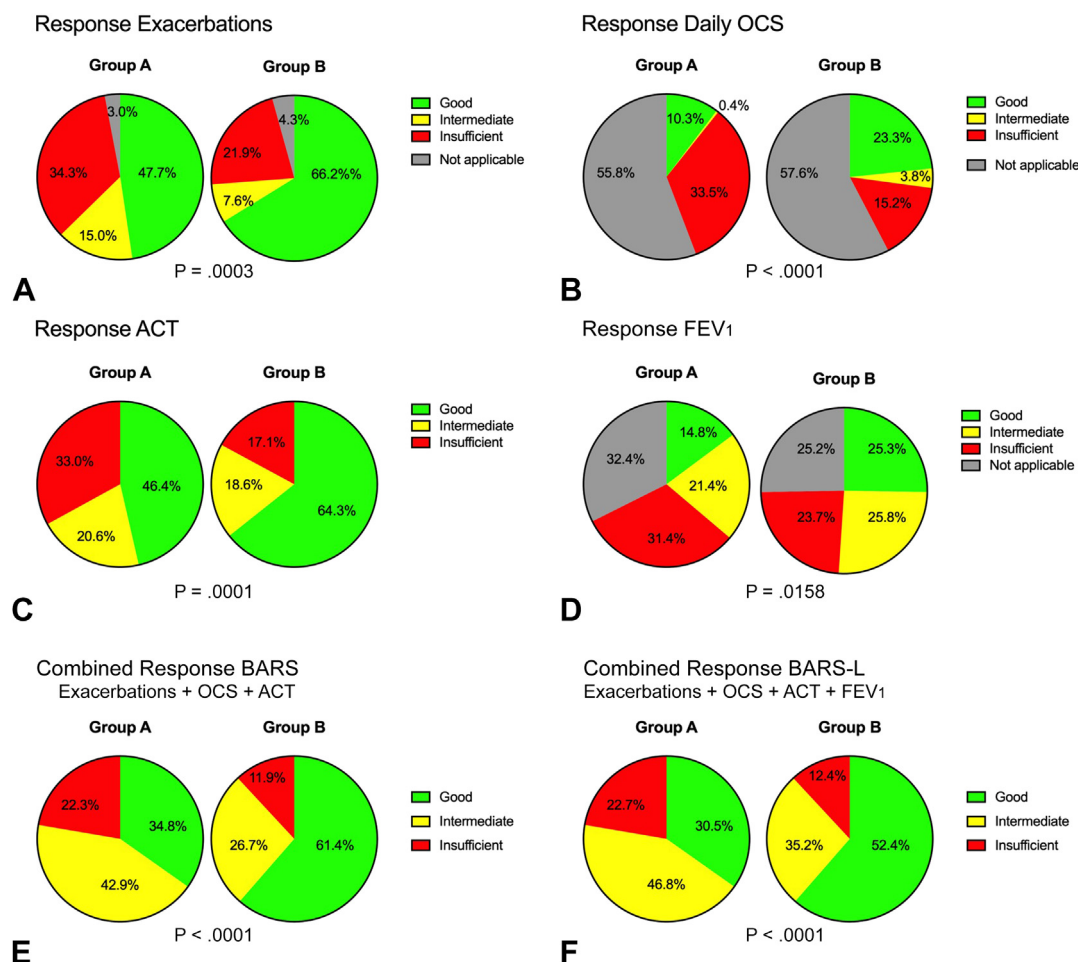 Response Exacerbations
Group A
Group B
3.0%
47.7%
15.0%
34.3%
4.3%
66.2%%
7.6%
21.9%
Good
Intermediate
Insufficient
Not applicable
P = .0003
A
Response Daily OCS
Group A
Group B
10.3%
0.4%
33.5%
55.8%
23.3%
3.8%
15.2%
57.6%
Good
Intermediate
Insufficient
Not applicable
P < .0001
B
Response ACT
Group A
Group B
33.0%
46.4%
20.6%
17.1%
18.6%
64.3%
Good
Intermediate
Insufficient
P = .0001
C
Response FEV1
Group A
Group B
14.8%
32.4%
21.4%
31.4%
25.2%
25.3%
23.7%
25.8%
Good
Intermediate
Insufficient
Not applicable
P = .0158
D
Combined Response BARS
Exacerbations + OCS + ACT
Group A
Group B
22.3%
34.8%
42.9%
11.9%
26.7%
61.4%
Good
Intermediate
Insufficient
P < .0001
E
Combined Response BARS-L
Exacerbations + OCS + ACT + FEV1
Group A
Group B
22.7%
30.5%
46.8%
12.4%
35.2%
52.4%
Good
Intermediate
Insufficient
P < .0001
F